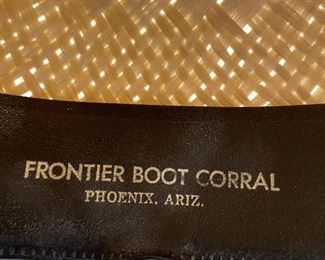 FRONTIER BOOT CORRAL
PHOENIX, ARIZ.